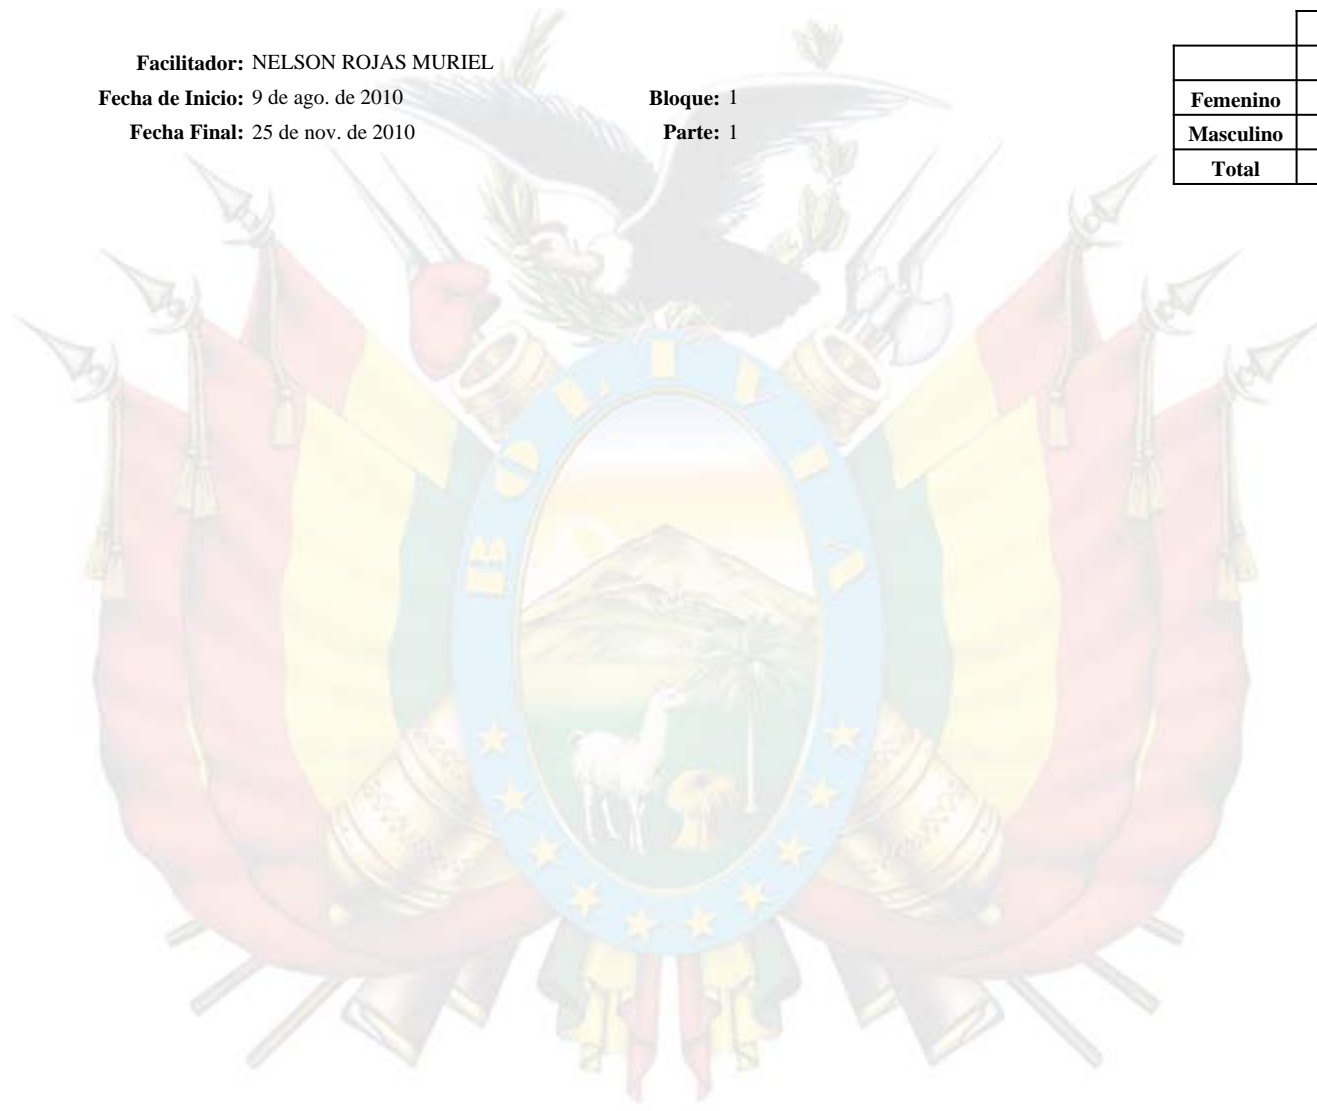 Facilitador: NELSON ROJAS MURIEL
Fecha de Inicio: 9 de ago. de 2010 Bloque: 1
Fecha Final: 25 de nov. de 2010 Parte: 1
Femenino
Masculino
Total
BOLIVIA